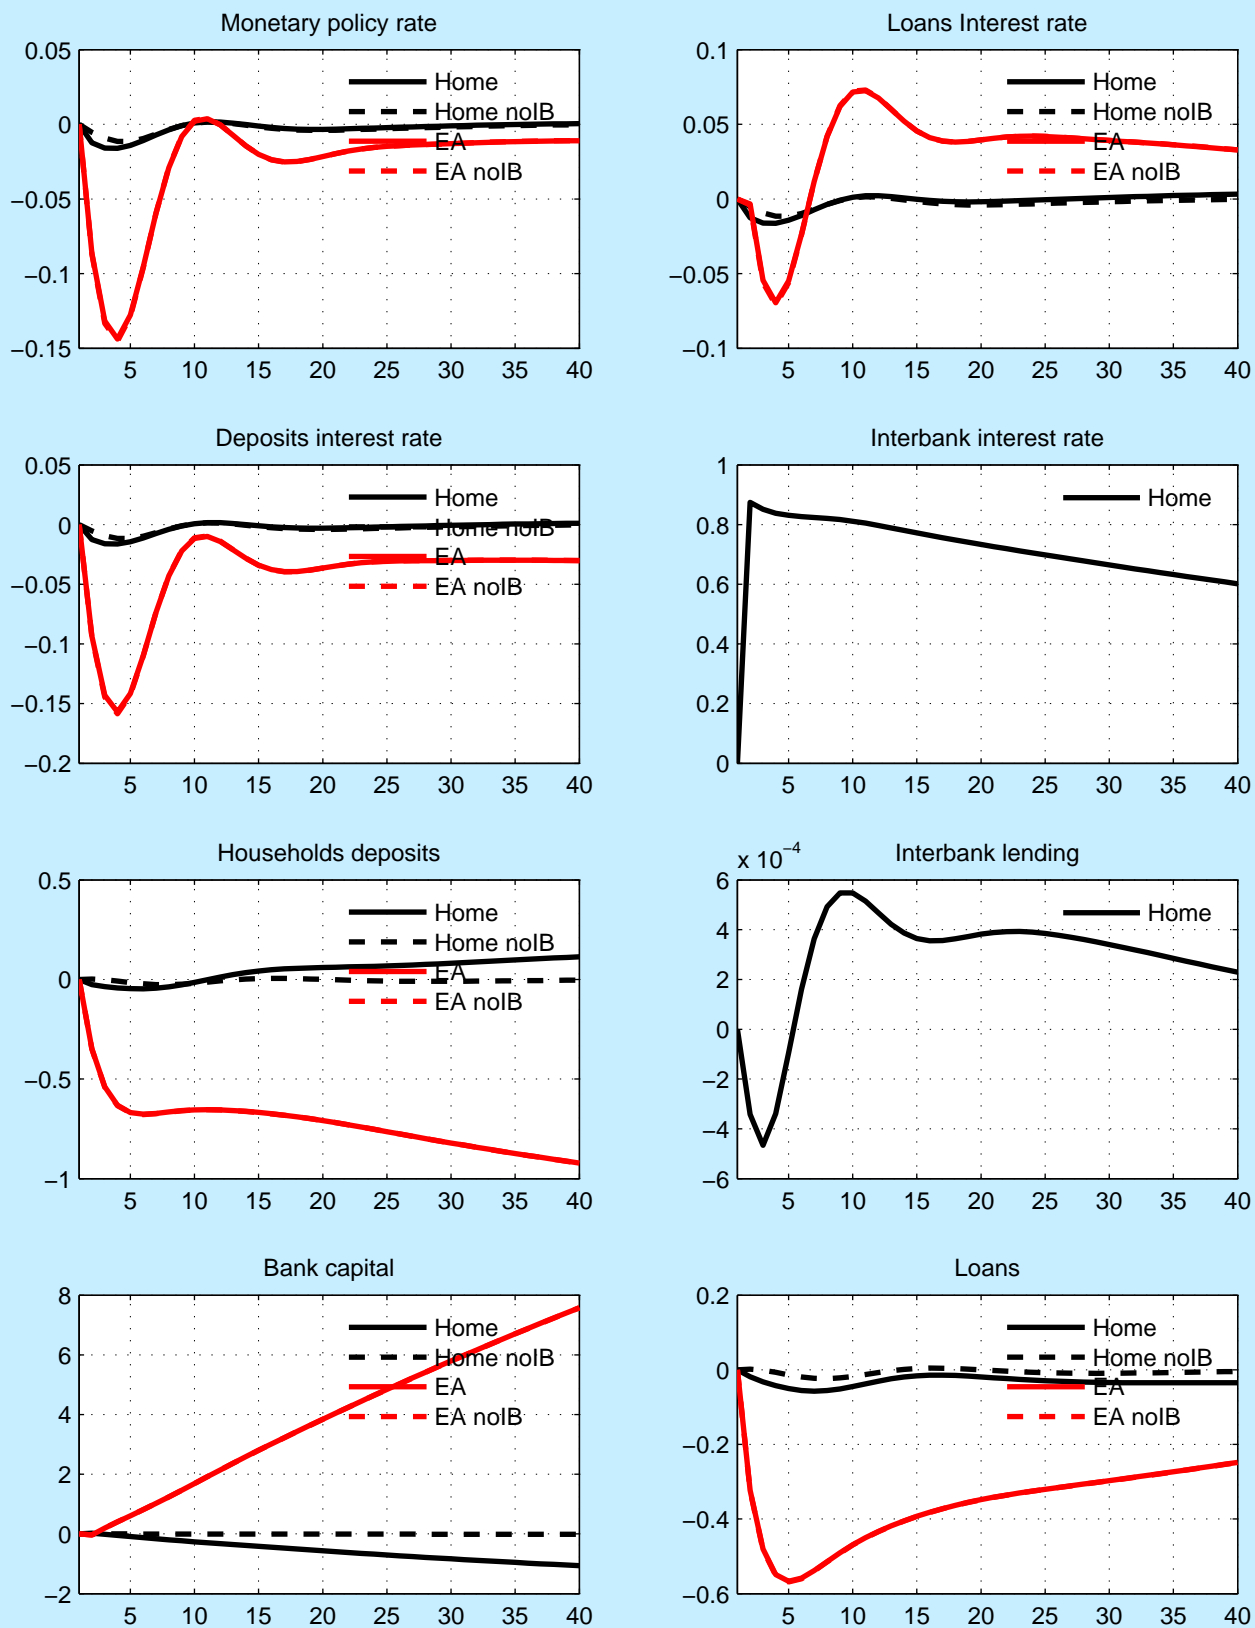 Monetary policy rate
0.05
0
−0.05
−0.1
−0.15
5 10 15 20 25 30 35 40
Home
Home noIB
EA
EA noIB
Loans Interest rate
0.1
0.05
0
−0.05
−0.1
5 10 15 20 25 30 35 40
Home
Home noIB
EA
EA noIB
Deposits interest rate
0.05
0
−0.05
−0.1
−0.15
−0.2
5 10 15 20 25 30 35 40
Home
Home noIB
EA
EA noIB
Interbank interest rate
1
0.8
0.6
0.4
0.2
0
5 10 15 20 25 30 35 40
Home
Households deposits
0.5
0
−0.5
−1
5 10 15 20 25 30 35 40
Home
Home noIB
EA
EA noIB
Interbank lending
x 10−4
6
4
2
0
−2
−4
−6
5 10 15 20 25 30 35 40
Home
Bank capital
8
6
4
2
0
−2
5 10 15 20 25 30 35 40
Home
Home noIB
EA
EA noIB
Loans
0.2
0
−0.2
−0.4
−0.6
5 10 15 20 25 30 35 40
Home
Home noIB
EA
EA noIB